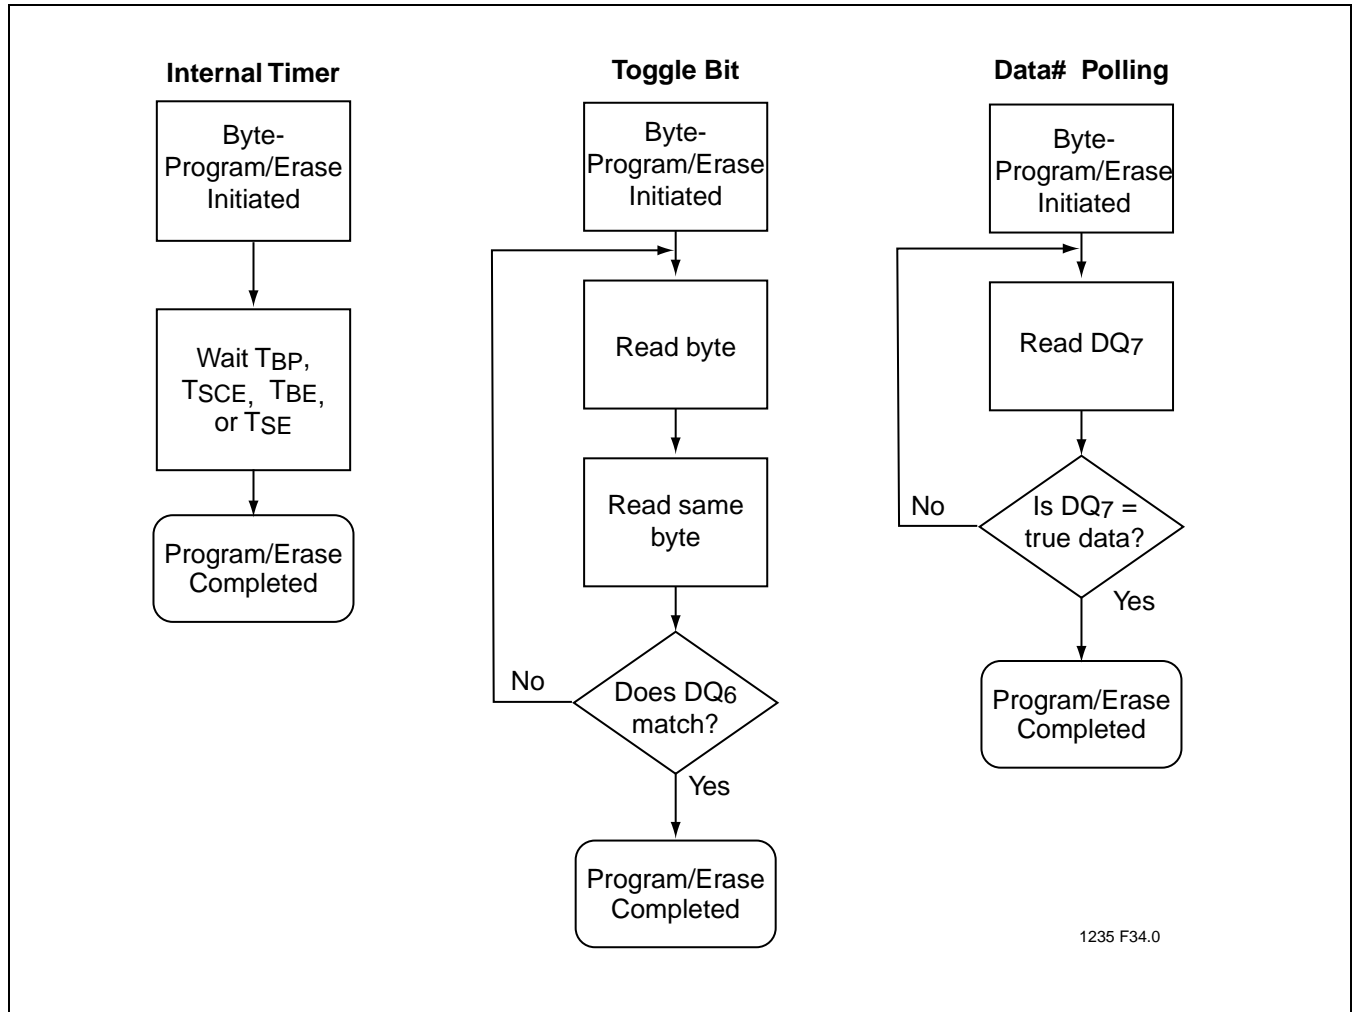 Internal Timer
Byte-
Program/Erase
Initiated
Wait TBP,
TSCE, TBE,
or TSE
Program/Erase
Completed
Toggle Bit
Byte-
Program/Erase
Initiated
Read byte
Read same
byte
No
Does DQ6
match?
Yes
Program/Erase
Completed
Data# Polling
Byte-
Program/Erase
Initiated
Read DQ7
No
Is DQ7 =
true data?
Yes
Program/Erase
Completed
1235 F34.0